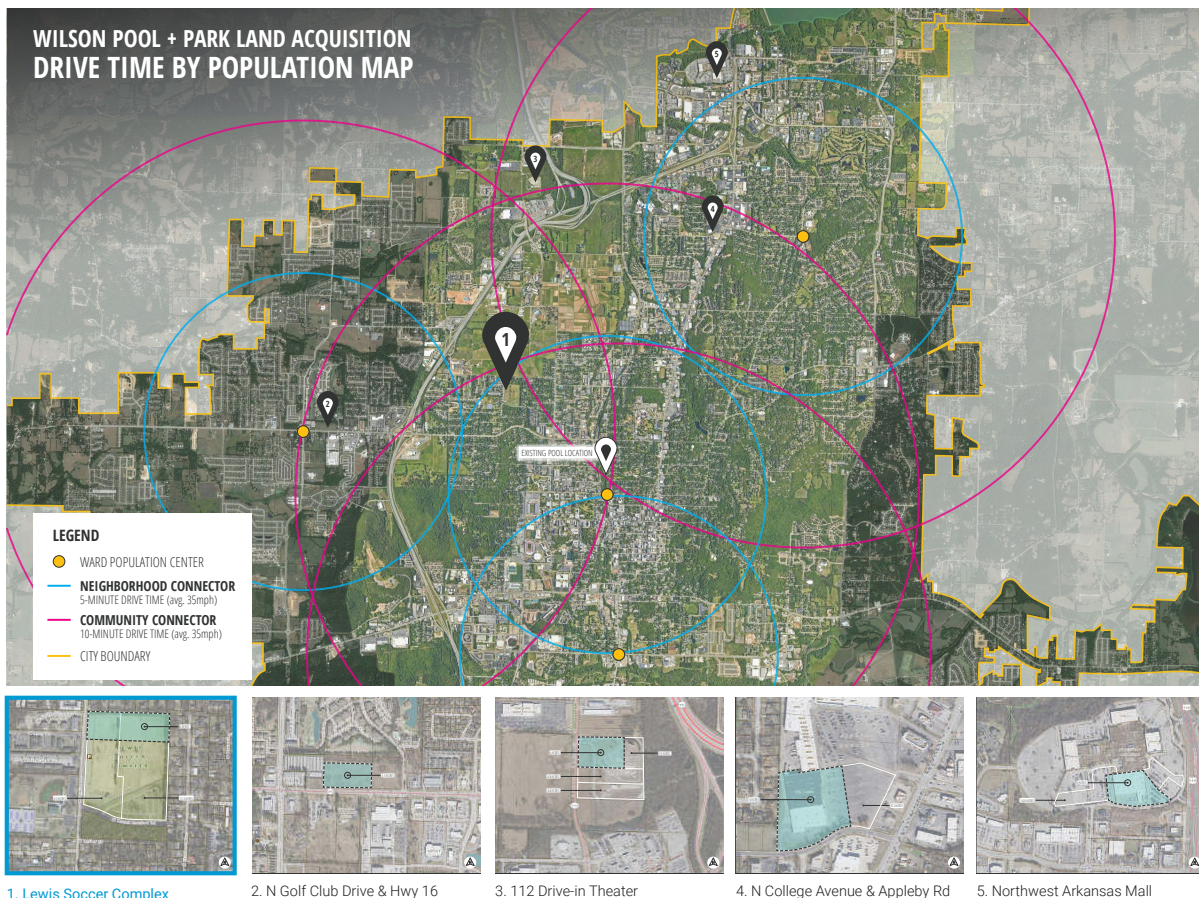 WILSON POOL + PARK LAND ACQUISITION
DRIVE TIME BY POPULATION MAP
5
3
4
1
2
EXISTING POOL LOCATION
LEGEND
WARD POPULATION CENTER
NEIGHBORHOOD CONNECTOR
5-MINUTE DRIVE TIME (avg. 35mph)
COMMUNITY CONNECTOR
10-MINUTE DRIVE TIME (avg. 35mph)
CITY BOUNDARY
1. Lewis Soccer Complex
2. N Golf Club Drive & Hwy 16
3. 112 Drive-in Theater
4. N College Avenue & Appleby Rd
5. Northwest Arkansas Mall